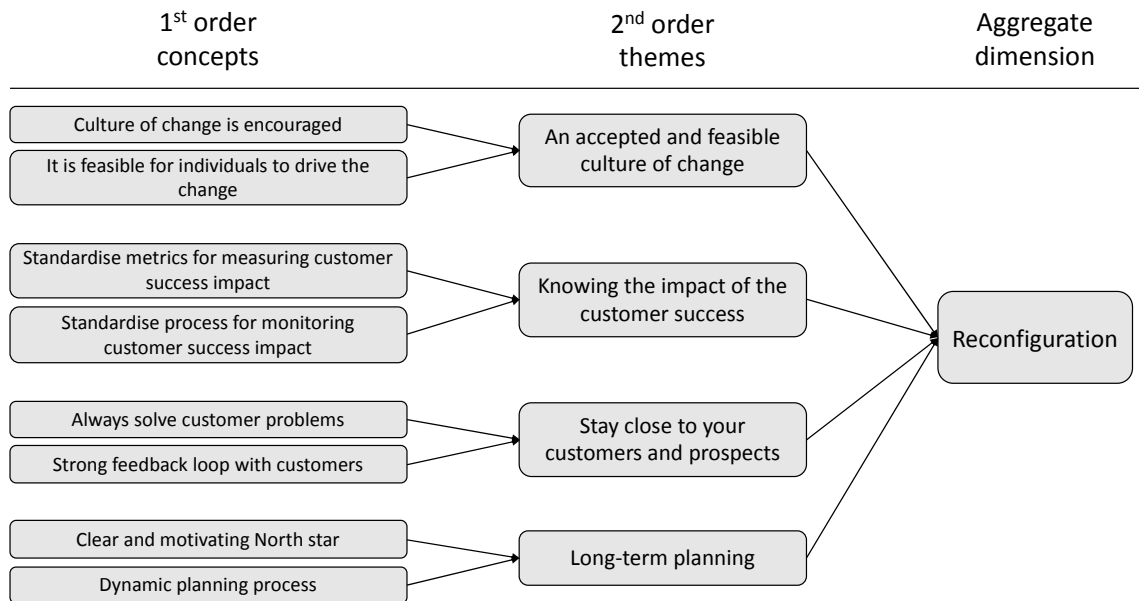 1st order
concepts
2nd order
themes
Aggregate
dimension
Culture of change is encouraged
It is feasible for individuals to drive the
change
An accepted and feasible
culture of change
Standardise metrics for measuring customer
success impact
Standardise process for monitoring
customer success impact
Knowing the impact of the
customer success
Reconfiguration
Always solve customer problems
Strong feedback loop with customers
Stay close to your
customers and prospects
Clear and motivating North star
Dynamic planning process
Long-term planning